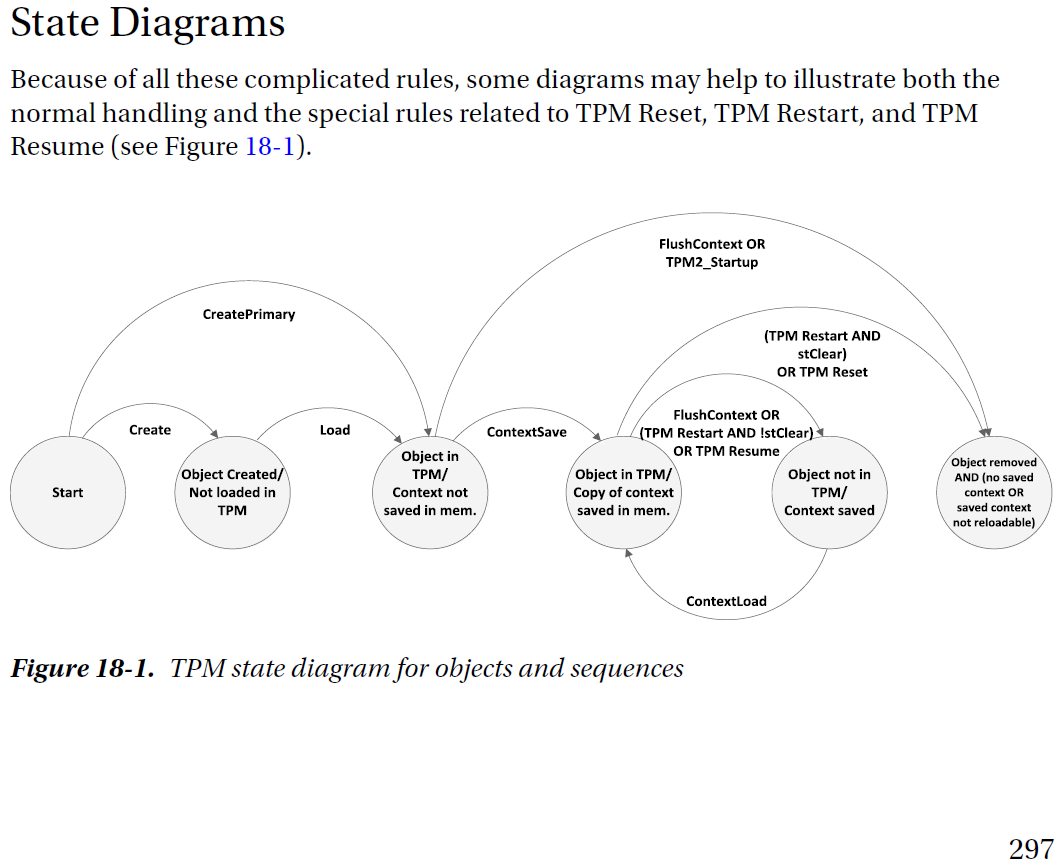 State Diagrams
Because of all these complicated rules, some diagrams may help to illustrate both the
normal handling and the special rules related to TPM Reset, TPM Restart, and TPM
Resume (see Figure 18-1).
FlushContext OR
TPM2_Startup
CreatePrimary
(TPM Restart AND
stClear)
OR TPM Reset
Create
Load
ContextSave
FlushContext OR
(TPM Restart AND !stClear)
OR TPM Resume
Start
Object Created/
Not loaded in
TPM
Object in
TPM/
Context not
saved in mem.
Object in TPM/
Copy of context
saved in mem.
Object not in
TPM/
Context saved
Object removed
AND (no saved
context OR
saved context
not reloadable)
ContextLoad
Figure 18-1. TPM state diagram for objects and sequences
297